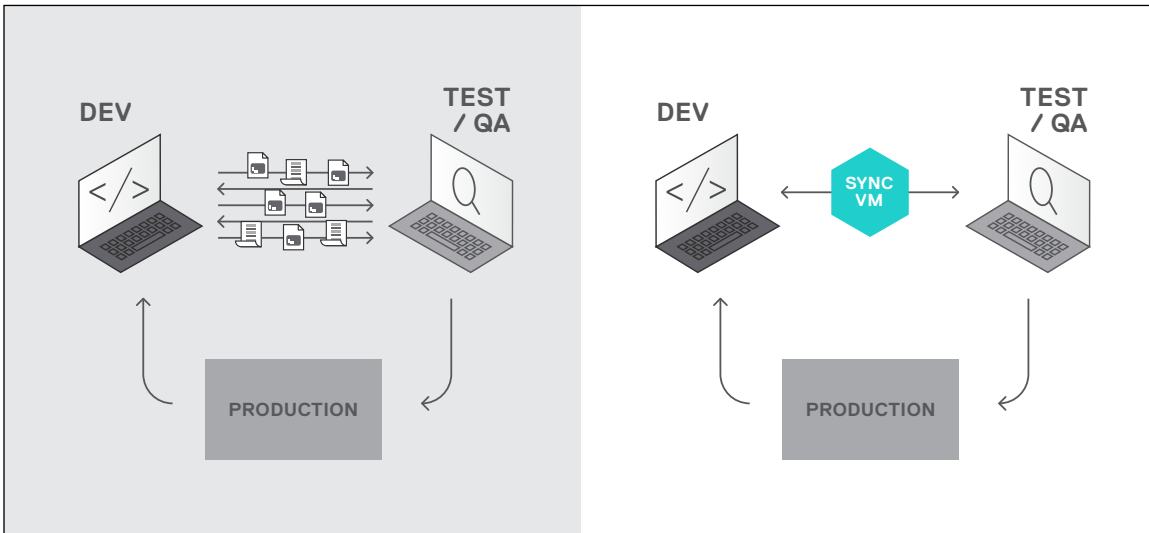 DEV
TEST
/ QA
</>
PRODUCTION
DEV
TEST
/ QA
</>
SYNC
VM
PRODUCTION